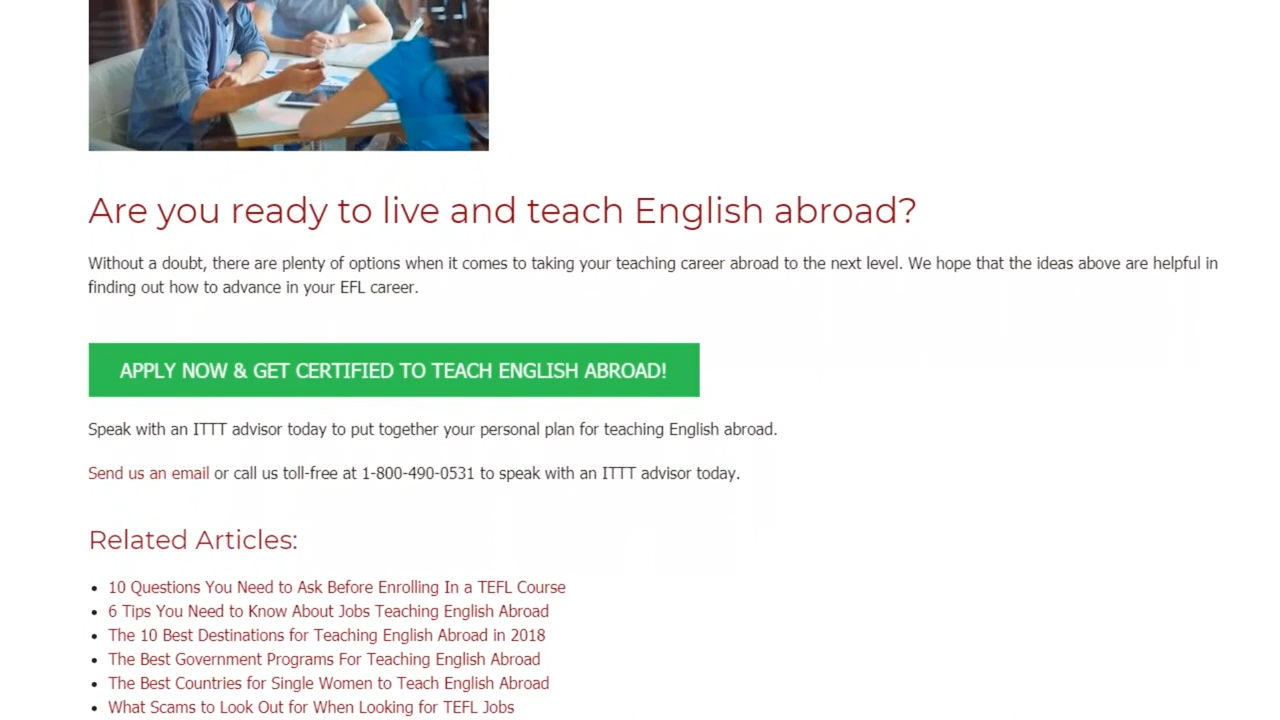 Are you ready to live and teach English abroad?
Without a doubt, there are plenty of options when it comes to taking your teaching career abroad to the next level. We hope that the ideas above are helpful in
finding out how to advance in your EFL career.
APPLY NOW & GET CERTIFIED TO TEACH ENGLISH ABROAD!
Speak with an ITTT advisor today to put together your personal plan for teaching English abroad.
Send us an email or call us toll-free at 1-800-490-0531 to speak with an ITTT advisor today.
Related Articles:
• 10 Questions You Need to Ask Before Enrolling In a TEFL Course
• 6 Tips You Need to Know About Jobs Teaching English Abroad
• The 10 Best Destinations for Teaching English Abroad in 2018
• The Best Government Programs For Teaching English Abroad
• The Best Countries for Single Women to Teach English Abroad
• What Scams to Look Out for When Looking for TEFL Jobs